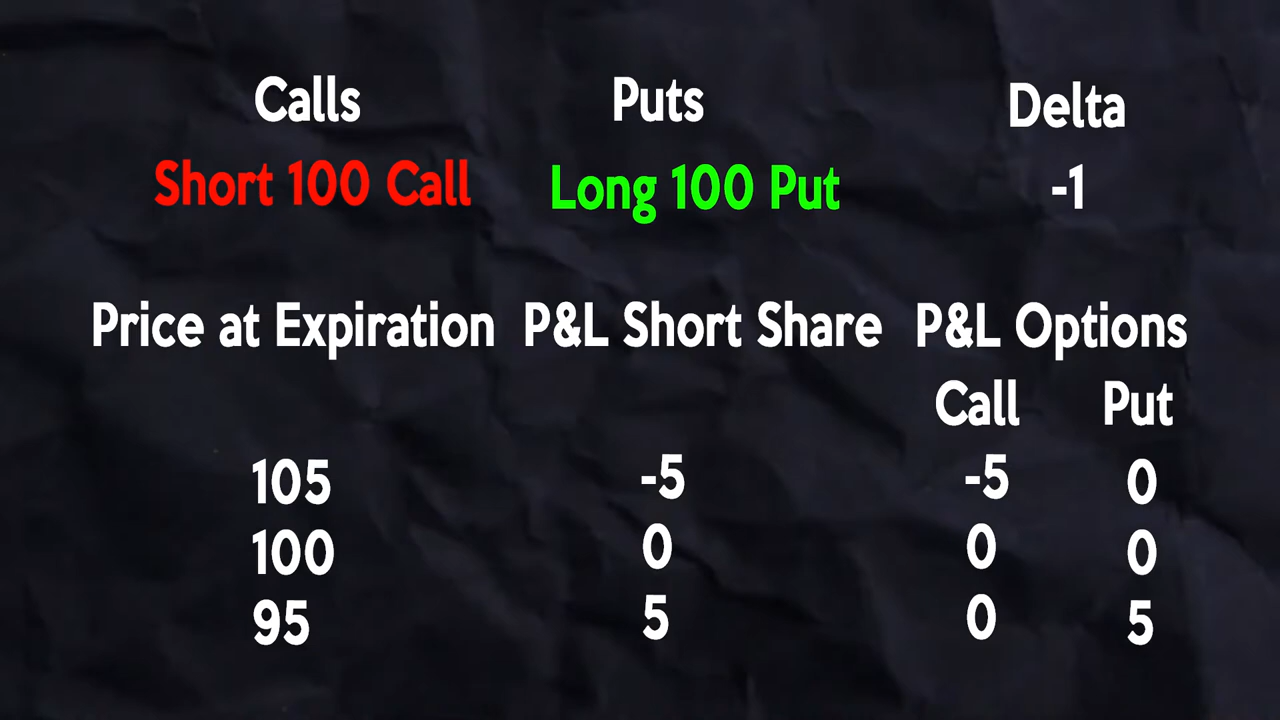 Calls Puts Delta
Short 100 Call Long 100 Put -1
Price at Expiration P&L Short Share P&L Options
Call Put
105 -5 -5 0
100 0 0 0
95 5 0 5